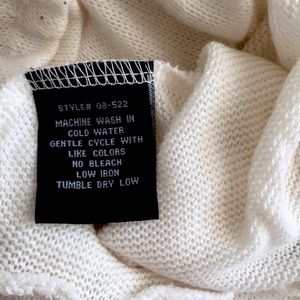 STYLE# 08-522
MACHINE WASH IN
COLD WATER
GENTLE CYCLE WITH
LIKE COLORS
NO BLEACH
LOW IRON
TUMBLE DRY LOW